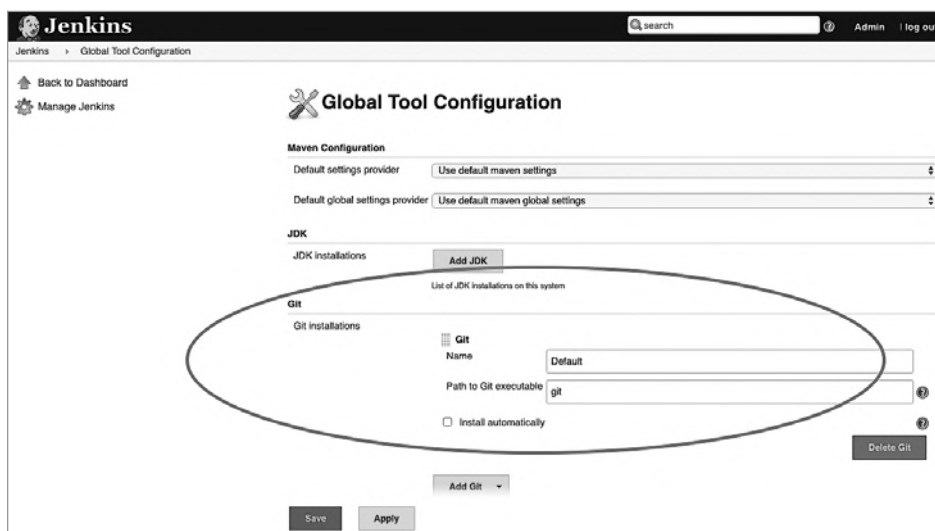 Jenkins
search
Admin
log ou
Jenkins
Global Tool Configuration
Back to Dashboard
Manage Jenkins
Global Tool Configuration
Maven Configuration
Default settings provider
Use default maven settings
Default global settings provider
Use default maven global settings
JDK
JDK installations
Add JDK
List of JDK installations on this system
Git
Git installations
Git
Name
Default
Path to Git executable
git
Install automatically
Delete Git
Add Git
Save
Apply